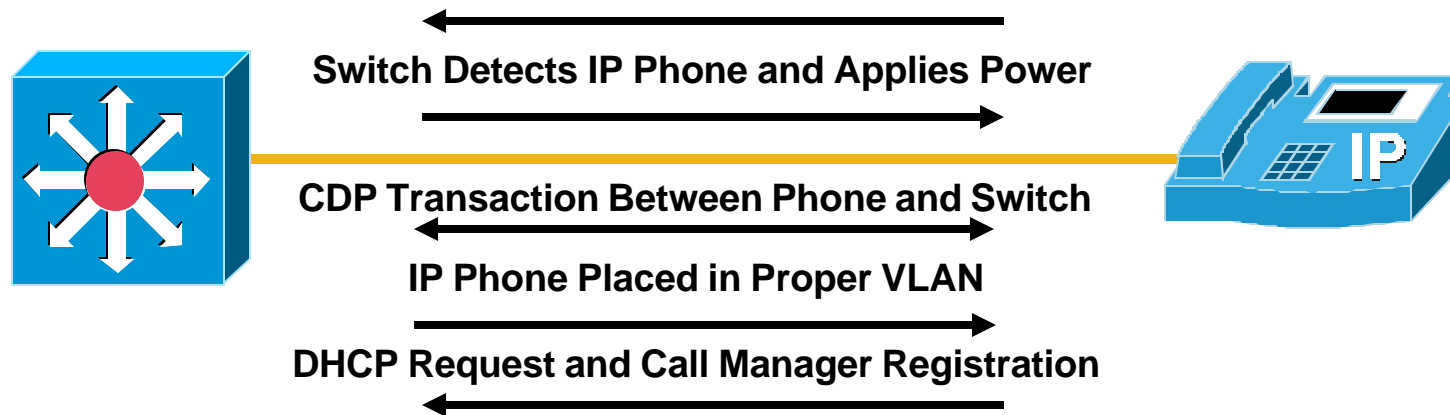 Switch Detects IP Phone and Applies Power
IP
CDP Transaction Between Phone and Switch
IP Phone Placed in Proper VLAN
DHCP Request and Call Manager Registration